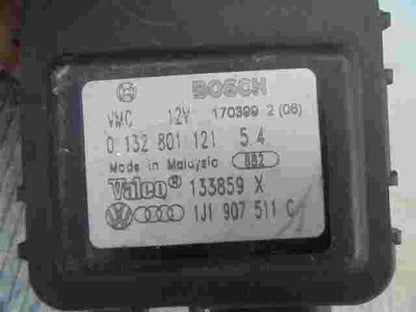 BOSCH
VMC 12V 170399 2 (06)
0 132 801 121 5.4
Made in Malaysia 882
Valeo® 133859 X
1J1 907 511 C